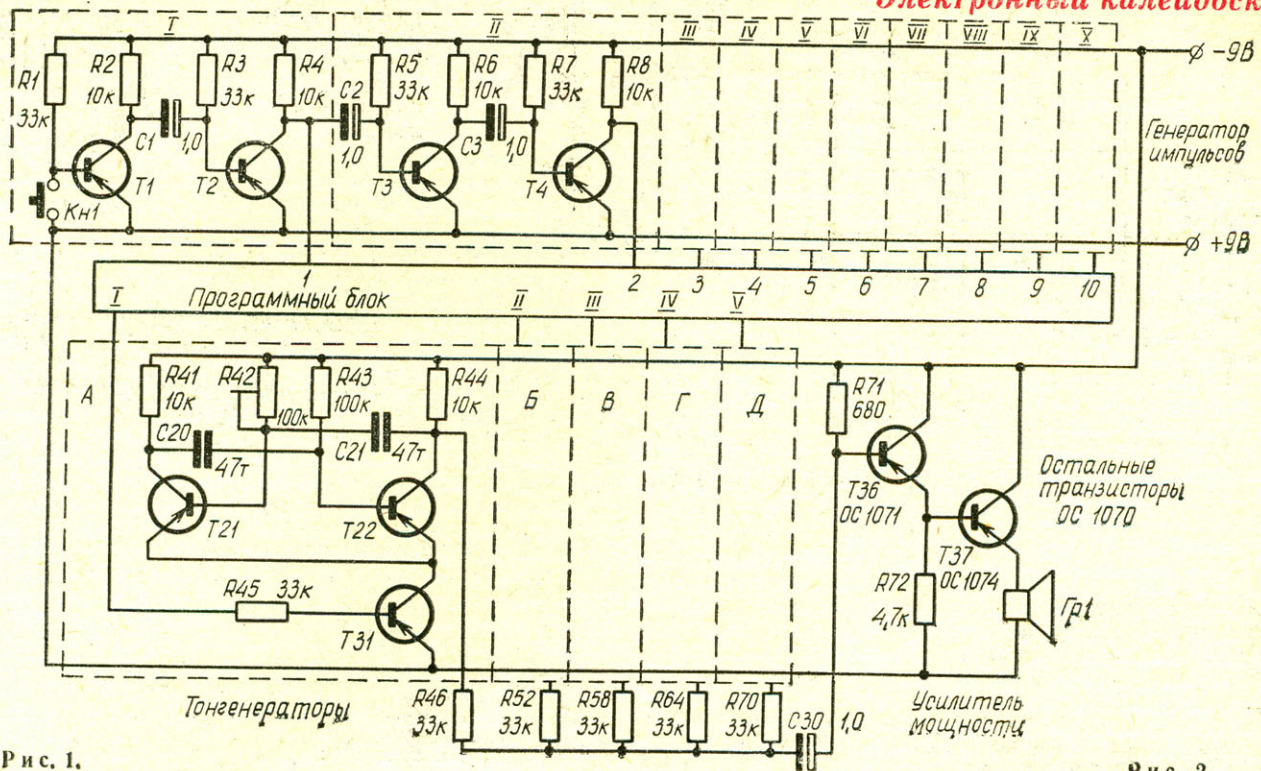 Электронный калейдоск
I
II
III
IV
V
VI
VII
VIII
IX
X
R1
33к
R2
10к
R3
33к
R4
10к
C1
1,0
C2
1,0
R5
33к
R6
10к
C3
1,0
R7
33к
R8
10к
T1
T2
T3
T4
Кн1
-9В
Генератор
импульсов
+9В
1
2
3
4
5
6
7
8
9
10
I
Программный блок
II
III
IV
V
А
Б
В
Г
Д
R41
10к
R42
100к
R43
100к
R44
10к
C20
47т
C21
47т
T21
T22
R45 33к
T31
R71
680
T36
ОС 1071
T37
ОС 1074
R72
4,7к
Гр1
Остальные
транзисторы
ОС 1070
Тонгенераторы
R46
33к
R52
33к
R58
33к
R64
33к
R70
33к
C30 1,0
Усилитель
мощности
Рис. 1.